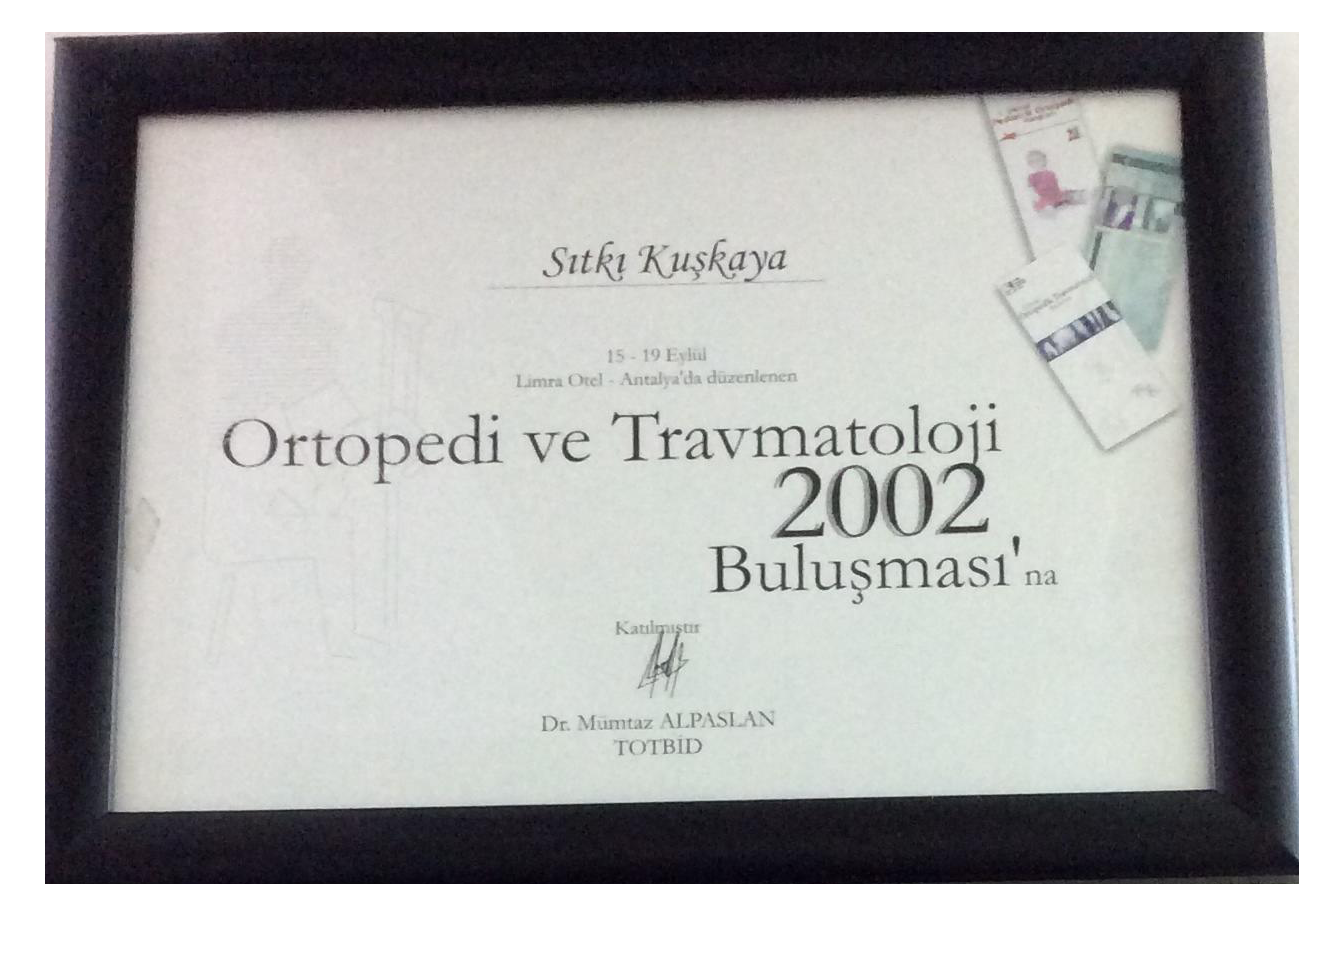 Sıtkı Kuşkaya
15 - 19 Eylül
Limra Otel - Antalya'da düzenlenen
Ortopedi ve Travmatoloji
2002
Buluşması'na
Katılmıştır
Dr. Mümtaz ALPASLAN
TOTBİD